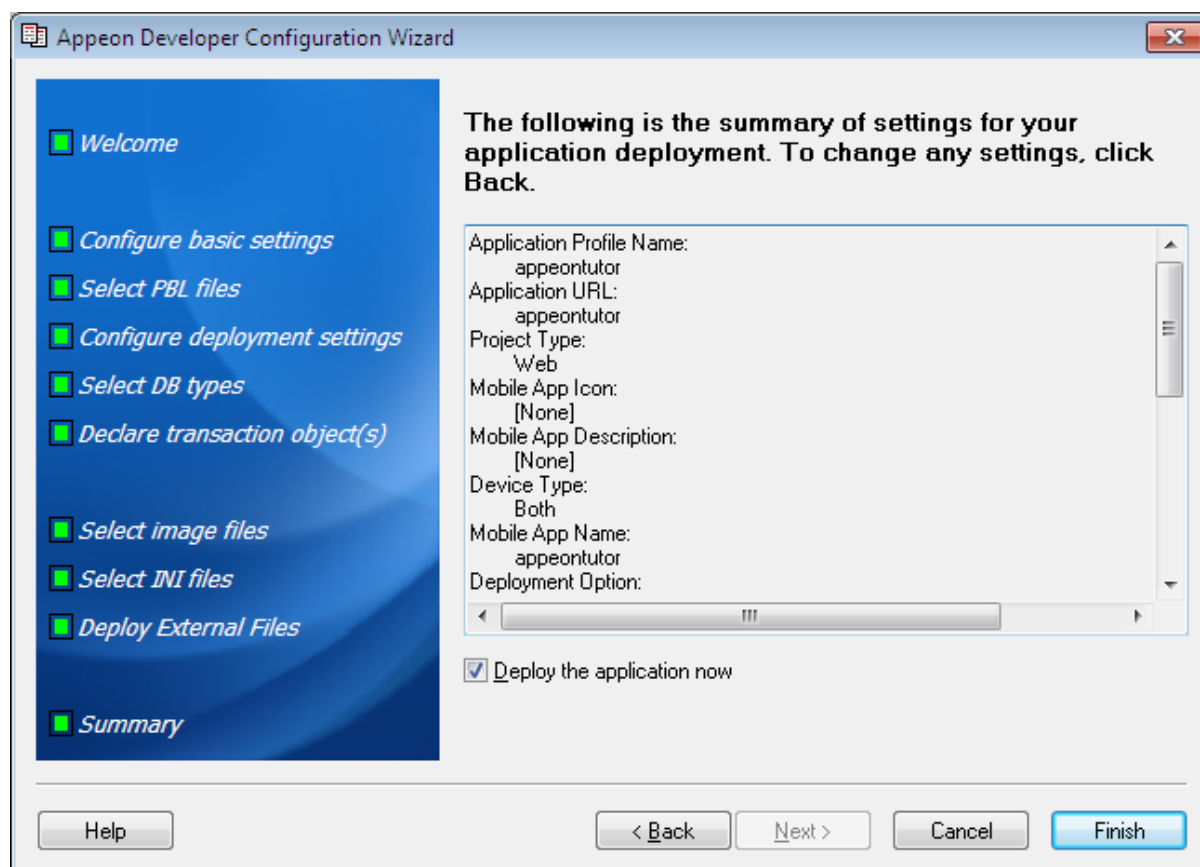 Appeon Developer Configuration Wizard
Welcome
Configure basic settings
Select PBL files
Configure deployment settings
Select DB types
Declare transaction object(s)
Select image files
Select INI files
Deploy External Files
Summary
The following is the summary of settings for your
application deployment. To change any settings, click
Back.
Application Profile Name:
appeontutor
Application URL:
appeontutor
Project Type:
Web
Mobile App Icon:
[None]
Mobile App Description:
[None]
Device Type:
Both
Mobile App Name:
appeontutor
Deployment Option:
Deploy the application now
Help
< Back
Next >
Cancel
Finish